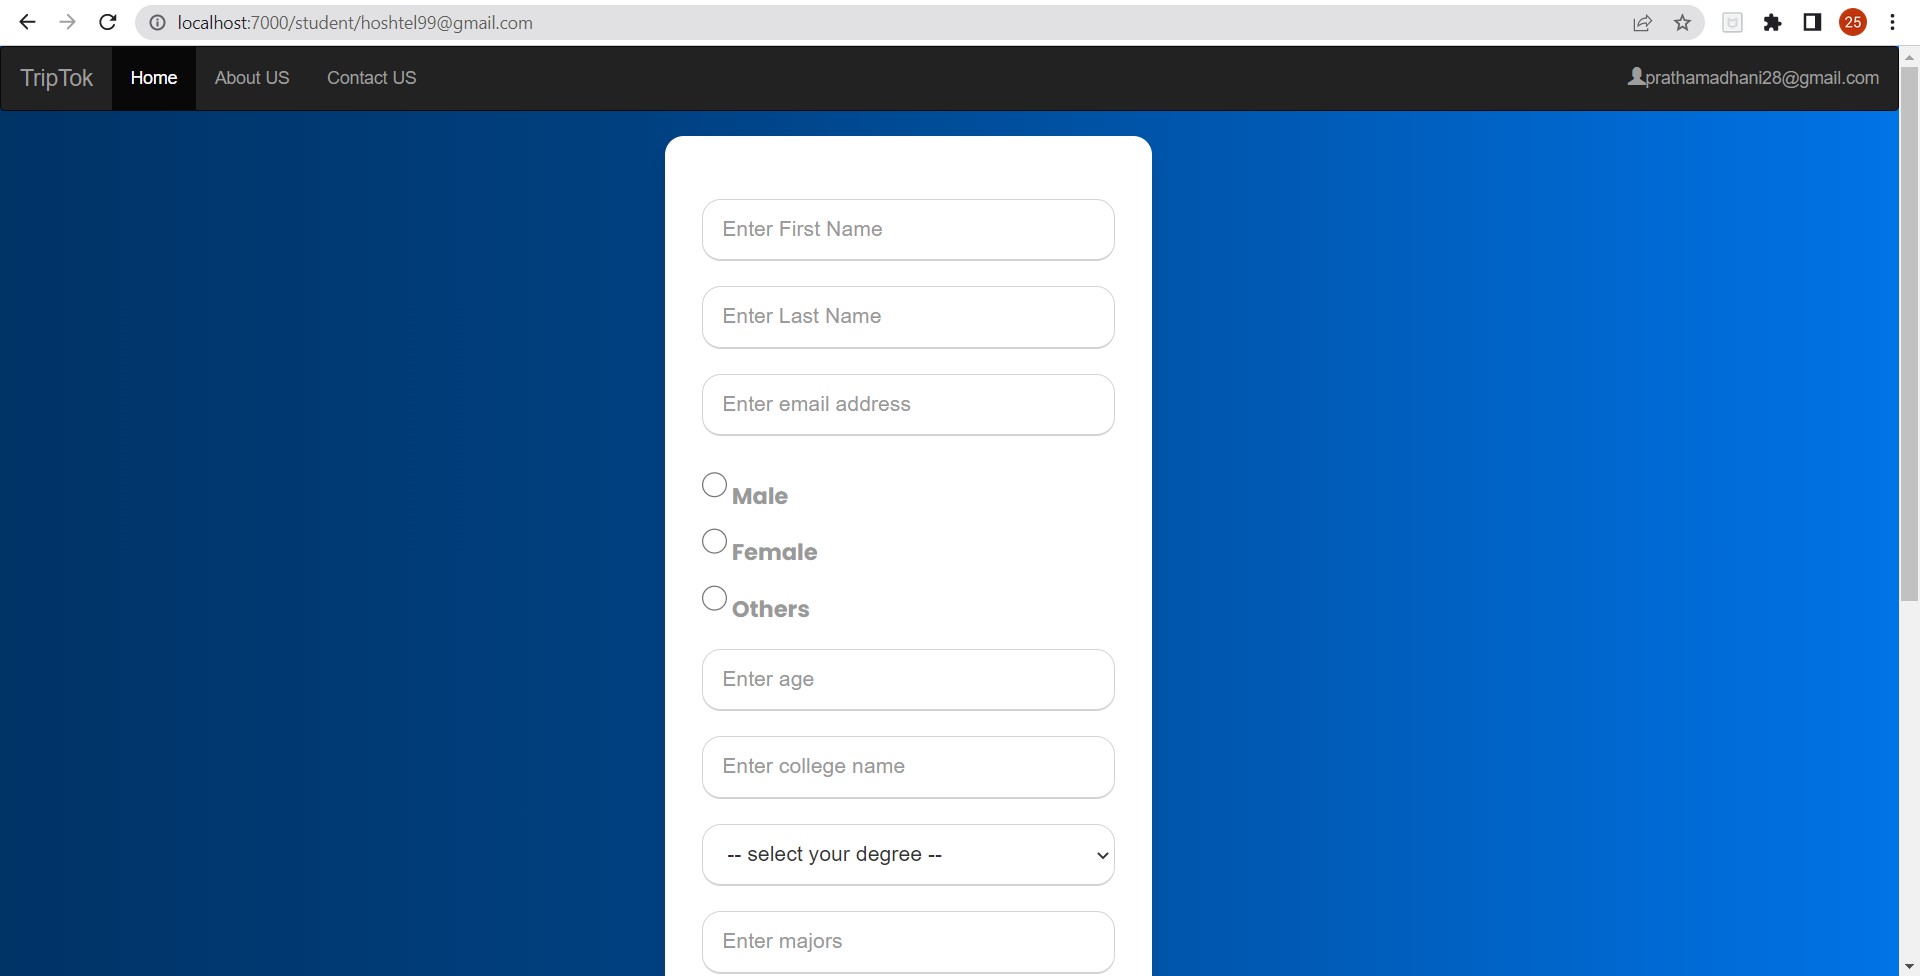 localhost:7000/student/hoshtel99@gmail.com
25
TripTok Home About US Contact US prathamadhani28@gmail.com
Enter First Name
Enter Last Name
Enter email address
Male
Female
Others
Enter age
Enter college name
-- select your degree --
Enter majors